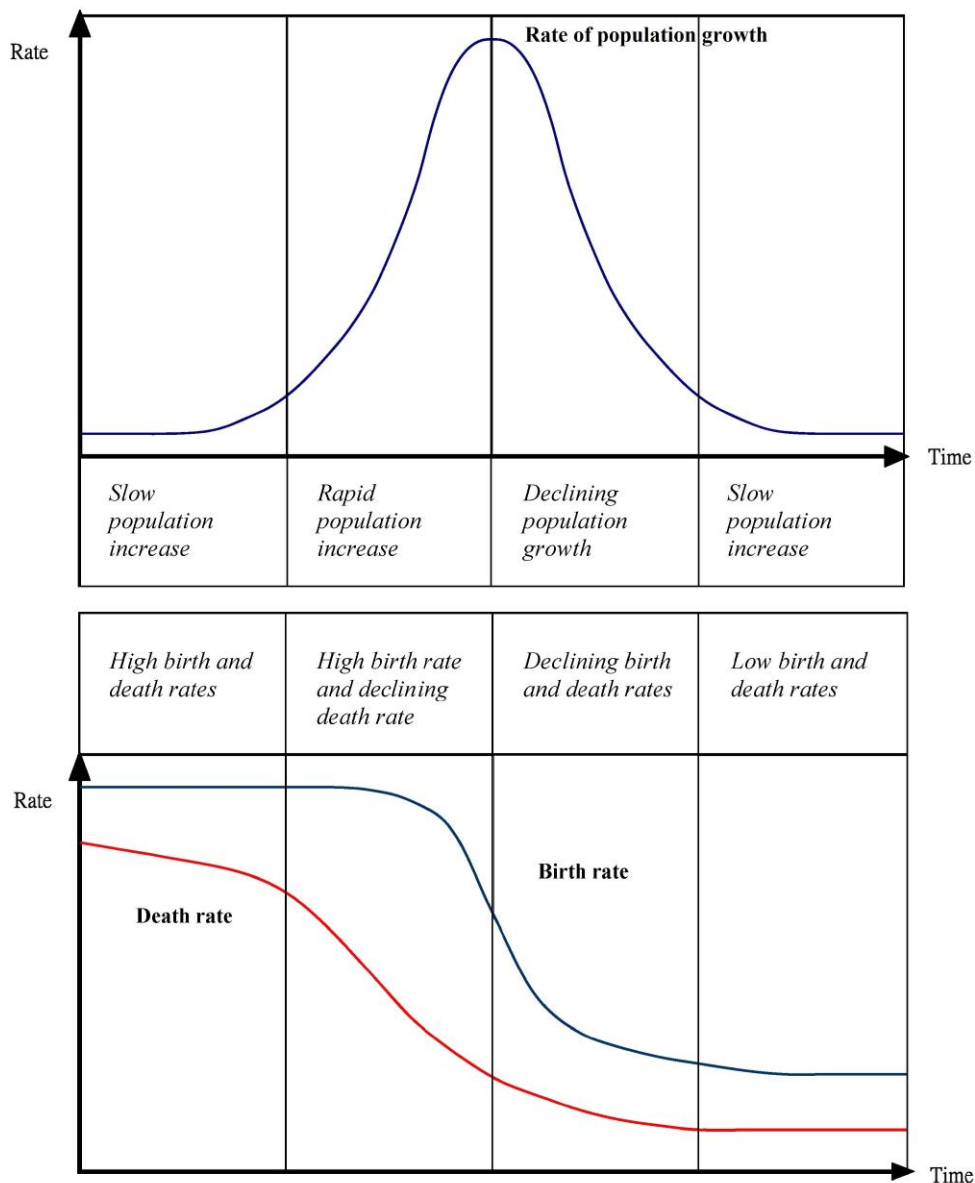 Rate of population growth
Rate
Time
Slow
population
increase
Rapid
population
increase
Declining
population
growth
Slow
population
increase
High birth and
death rates
High birth rate
and declining
death rate
Declining birth
and death rates
Low birth and
death rates
Rate
Birth rate
Death rate
Time